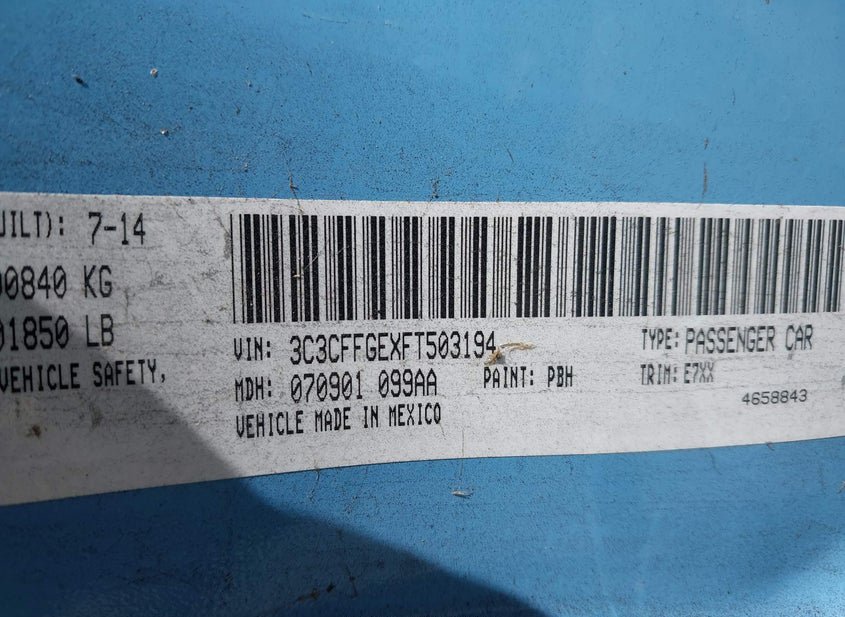 UILT): 7-14
00840 KG
01850 LB
VEHICLE SAFETY,
VIN: 3C3CFFGEXFT503194
TYPE: PASSENGER CAR
MDH: 070901 099AA
PAINT: PBH
TRIM: E7XX
VEHICLE MADE IN MEXICO
4658843